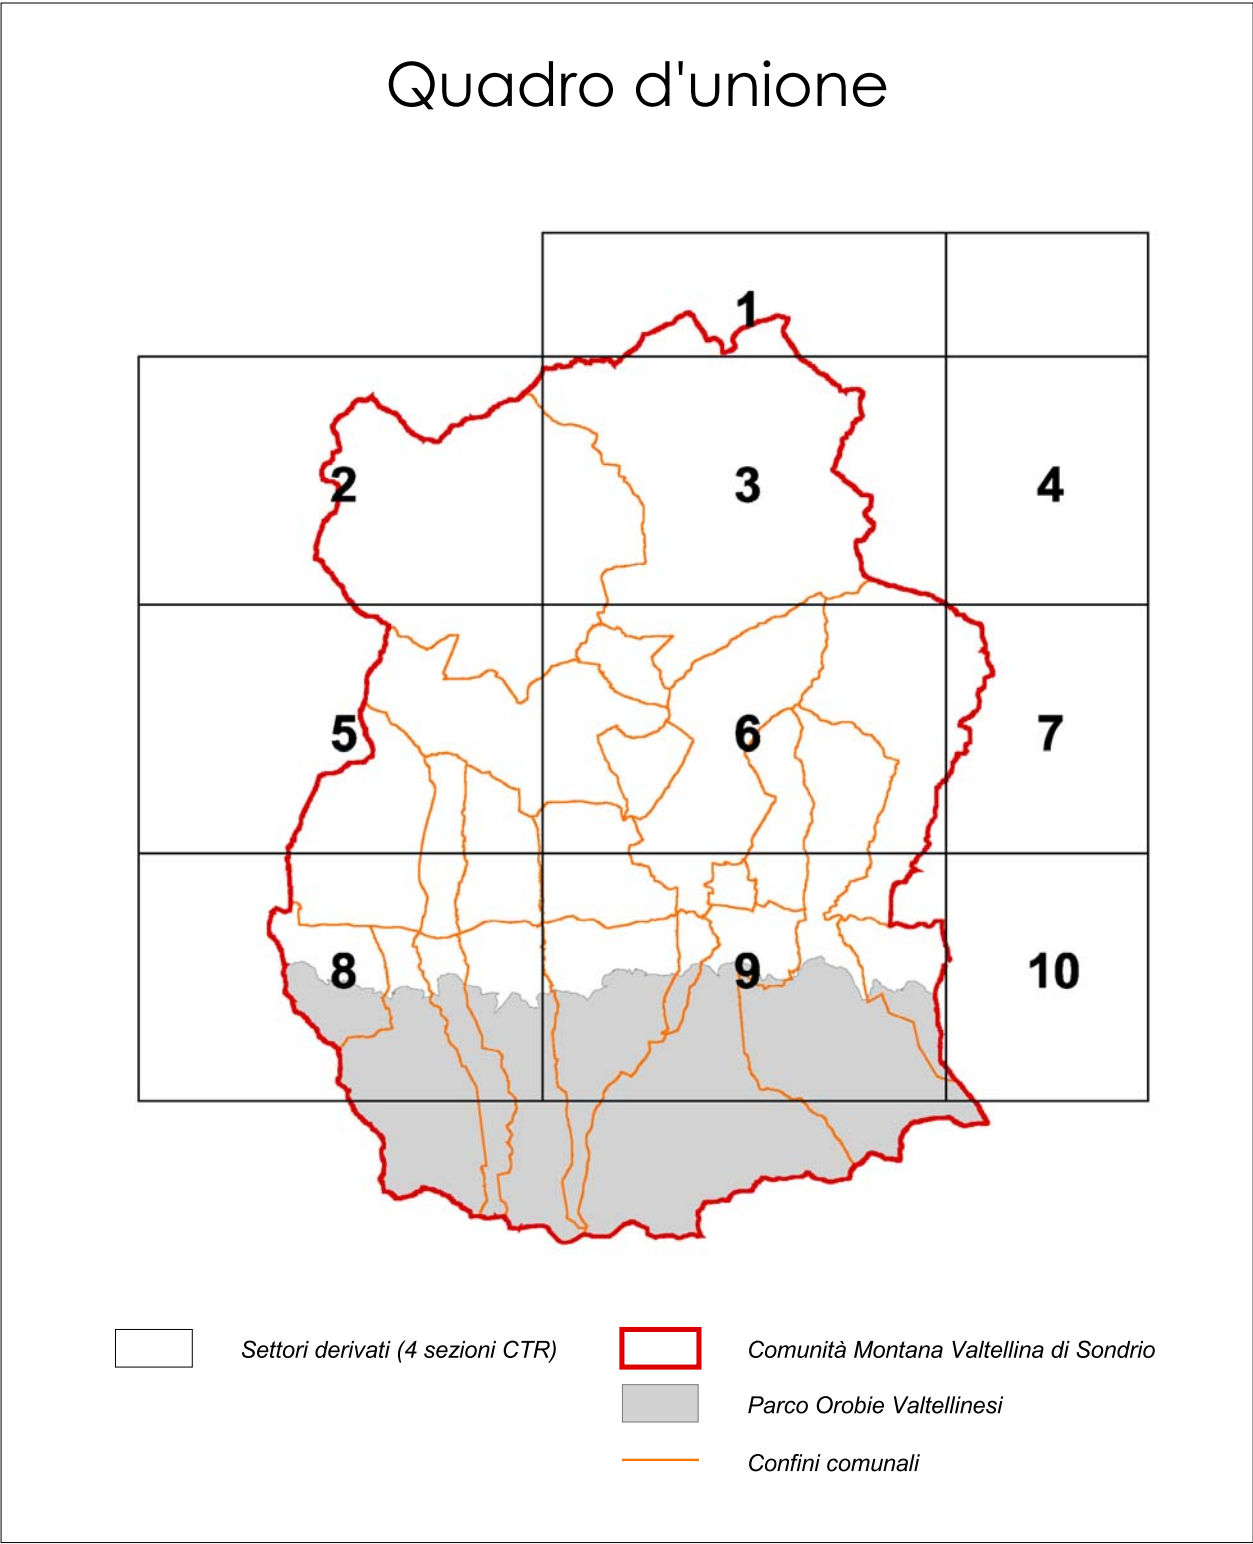 Quadro d'unione
1
2
3
4
5
6
7
8
9
10
Settori derivati (4 sezioni CTR)
Comunità Montana Valtellina di Sondrio
Parco Orobie Valtellinesi
Confini comunali